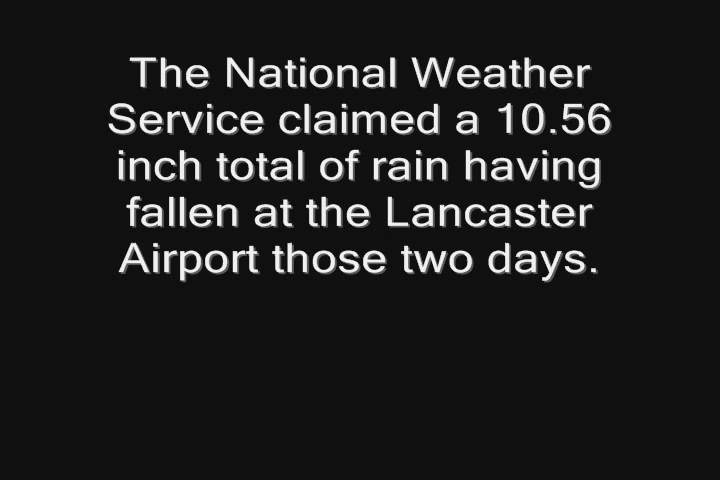 The National Weather
Service claimed a 10.56
inch total of rain having
fallen at the Lancaster
Airport those two days.